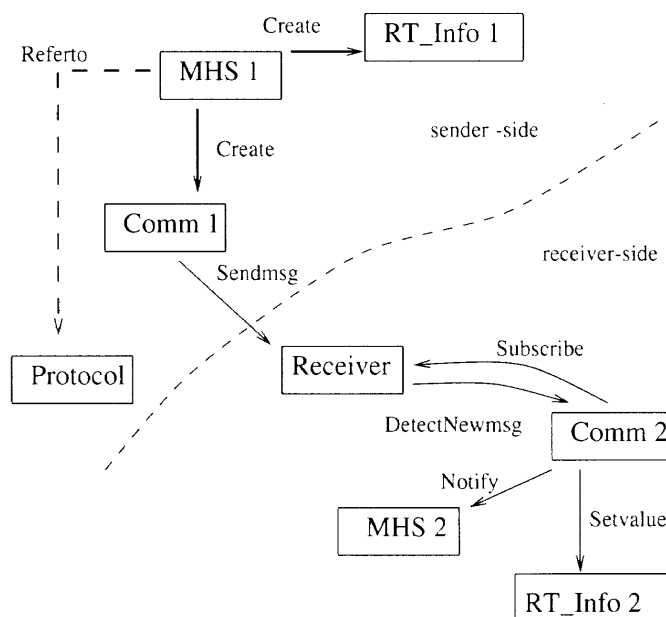 Create
RT_Info 1
Referto
MHS 1
sender -side
Create
Comm 1
receiver-side
Sendmsg
Receiver
Subscribe
Protocol
DetectNewmsg
Comm 2
Notify
MHS 2
Setvalue
RT_Info 2